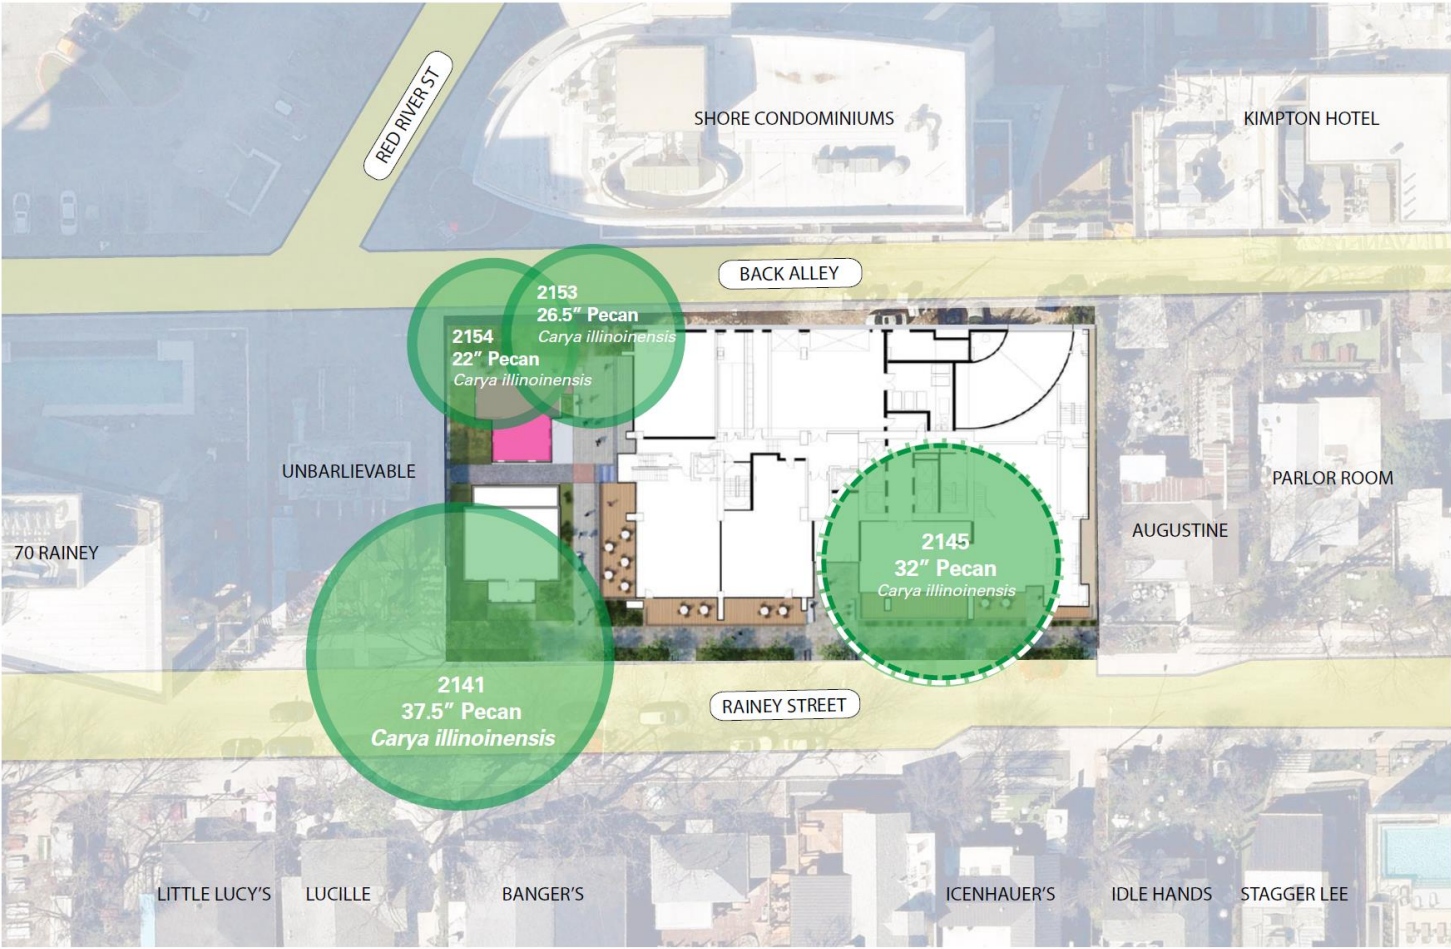 RED RIVER ST
SHORE CONDOMINIUMS
KIMPTON HOTEL
BACK ALLEY
2153
26.5” Pecan
Carya illinoinensis
2154
22” Pecan
Carya illinoinensis
UNBARLIEVABLE
PARLOR ROOM
70 RAINEY
AUGUSTINE
2145
32” Pecan
Carya illinoinensis
2141
37.5” Pecan
Carya illinoinensis
RAINEY STREET
LITTLE LUCY’S
LUCILLE
BANGER’S
ICENHAUER’S
IDLE HANDS
STAGGER LEE